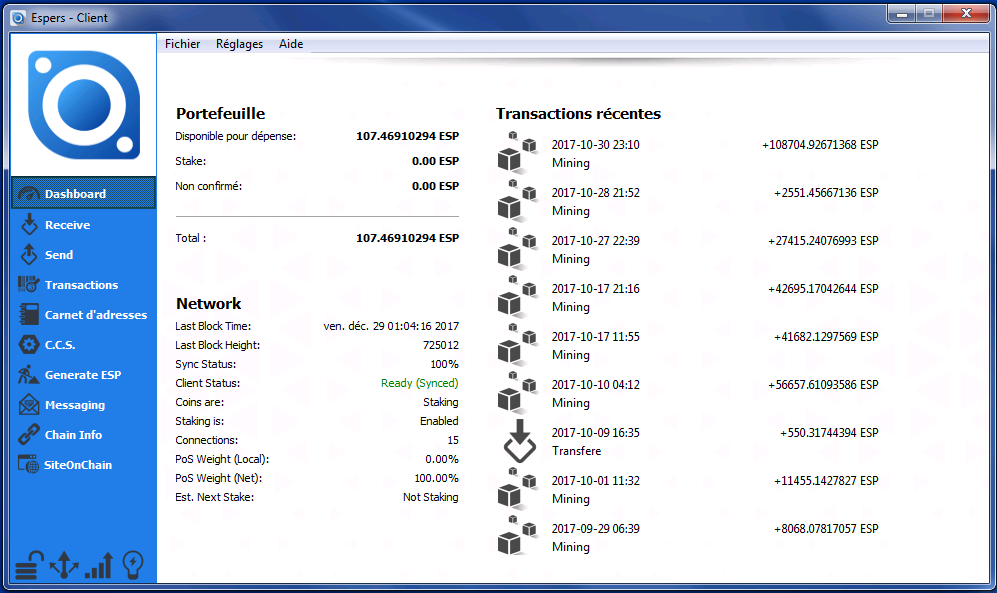 Espers - Client
Fichier Réglages Aide
Dashboard
Receive
Send
Transactions
Carnet d'adresses
C.C.S.
Generate ESP
Messaging
Chain Info
SiteOnChain
Portefeuille
Disponible pour dépense: 107.46910294 ESP
Stake: 0.00 ESP
Non confirmé: 0.00 ESP
Total : 107.46910294 ESP
Network
Last Block Time: ven. déc. 29 01:04:16 2017
Last Block Height: 725012
Sync Status: 100%
Client Status: Ready (Synced)
Coins are: Staking
Staking is: Enabled
Connections: 15
PoS Weight (Local): 0.00%
PoS Weight (Net): 100.00%
Est. Next Stake: Not Staking
Transactions récentes
2017-10-30 23:10 +108704.92671368 ESP
Mining
2017-10-28 21:52 +2551.45667136 ESP
Mining
2017-10-27 22:39 +27415.24076993 ESP
Mining
2017-10-17 21:16 +42695.17042644 ESP
Mining
2017-10-17 11:55 +41682.1297569 ESP
Mining
2017-10-10 04:12 +56657.61093586 ESP
Mining
2017-10-09 16:35 +550.31744394 ESP
Transfere
2017-10-01 11:32 +11455.1427827 ESP
Mining
2017-09-29 06:39 +8068.07817057 ESP
Mining